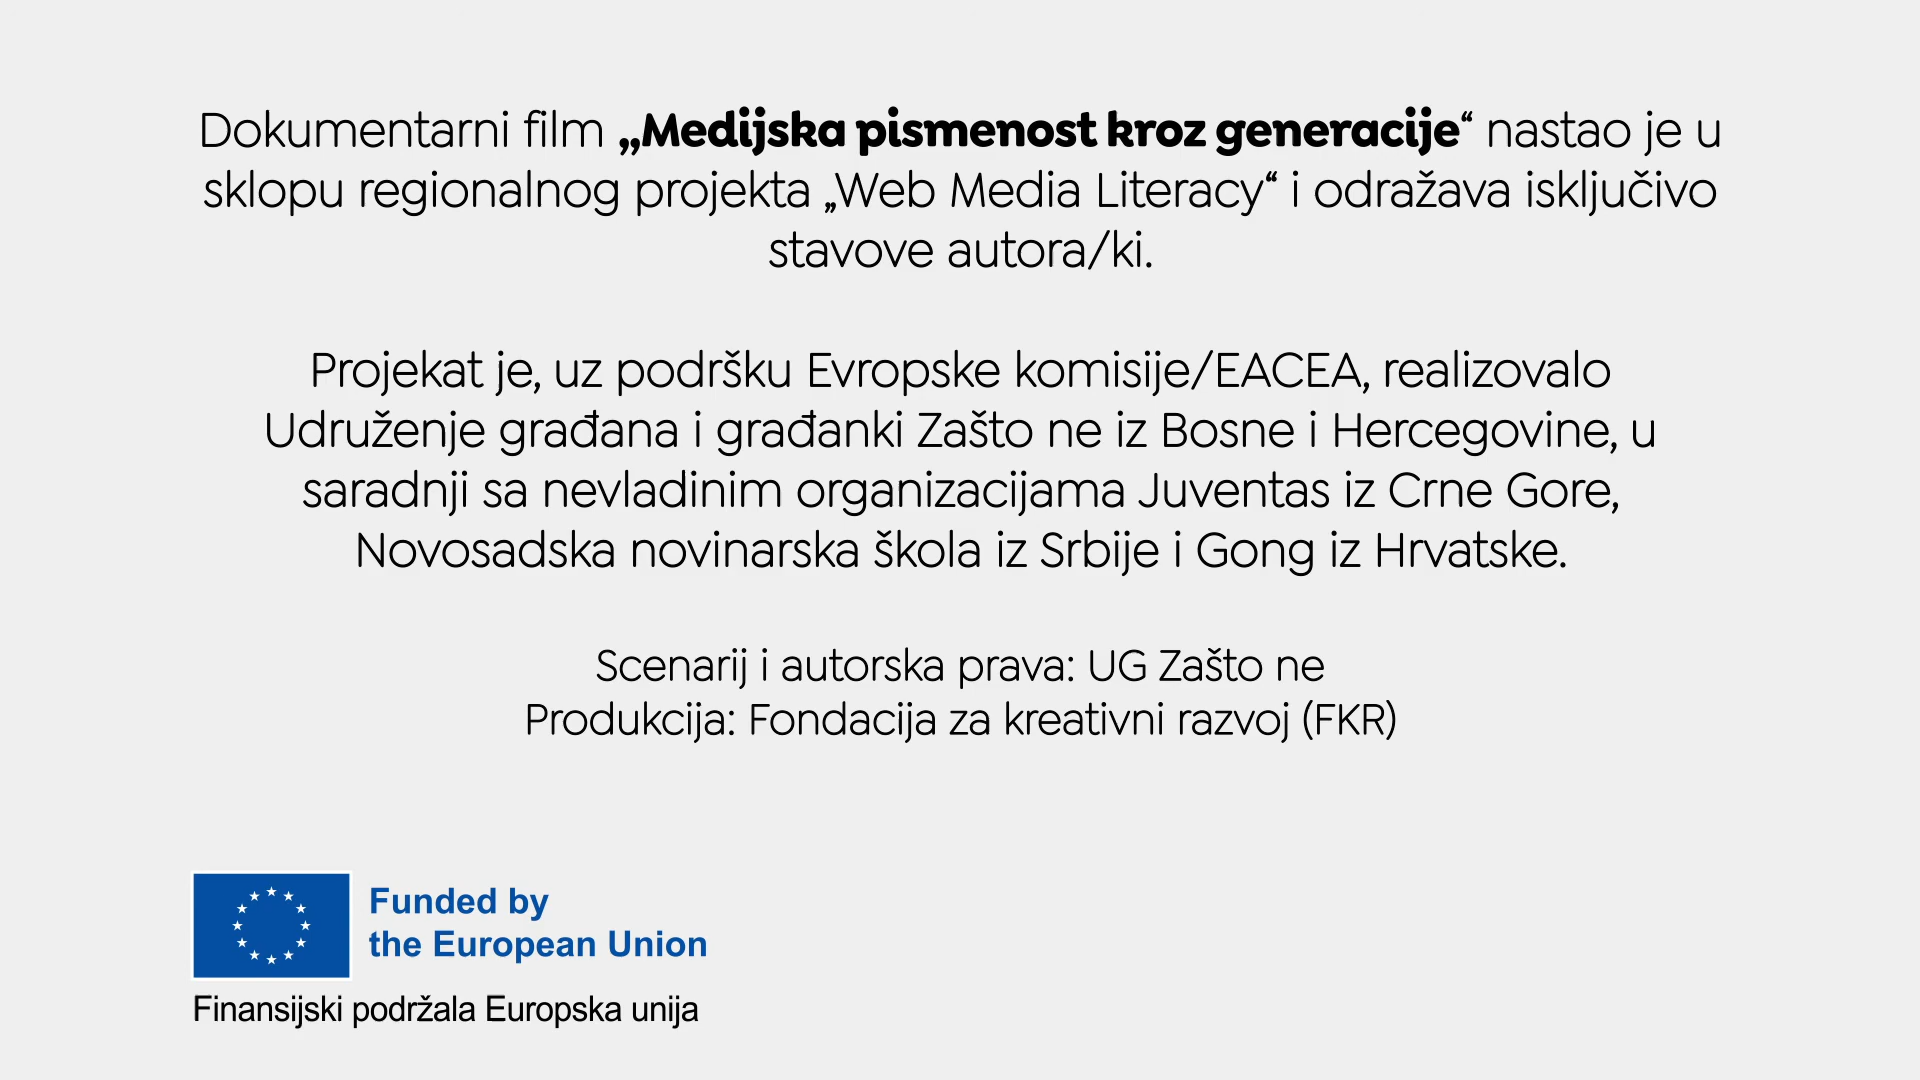 Dokumentarni film „Medijska pismenost kroz generacije“ nastao je u
sklopu regionalnog projekta „Web Media Literacy“ i odražava isključivo
stavove autora/ki.
Projekat je, uz podršku Evropske komisije/EACEA, realizovalo
Udruženje građana i građanki Zašto ne iz Bosne i Hercegovine, u
saradnji sa nevladinim organizacijama Juventas iz Crne Gore,
Novosadska novinarska škola iz Srbije i Gong iz Hrvatske.
Scenarij i autorska prava: UG Zašto ne
Produkcija: Fondacija za kreativni razvoj (FKR)
Funded by
the European Union
Finansijski podržala Europska unija